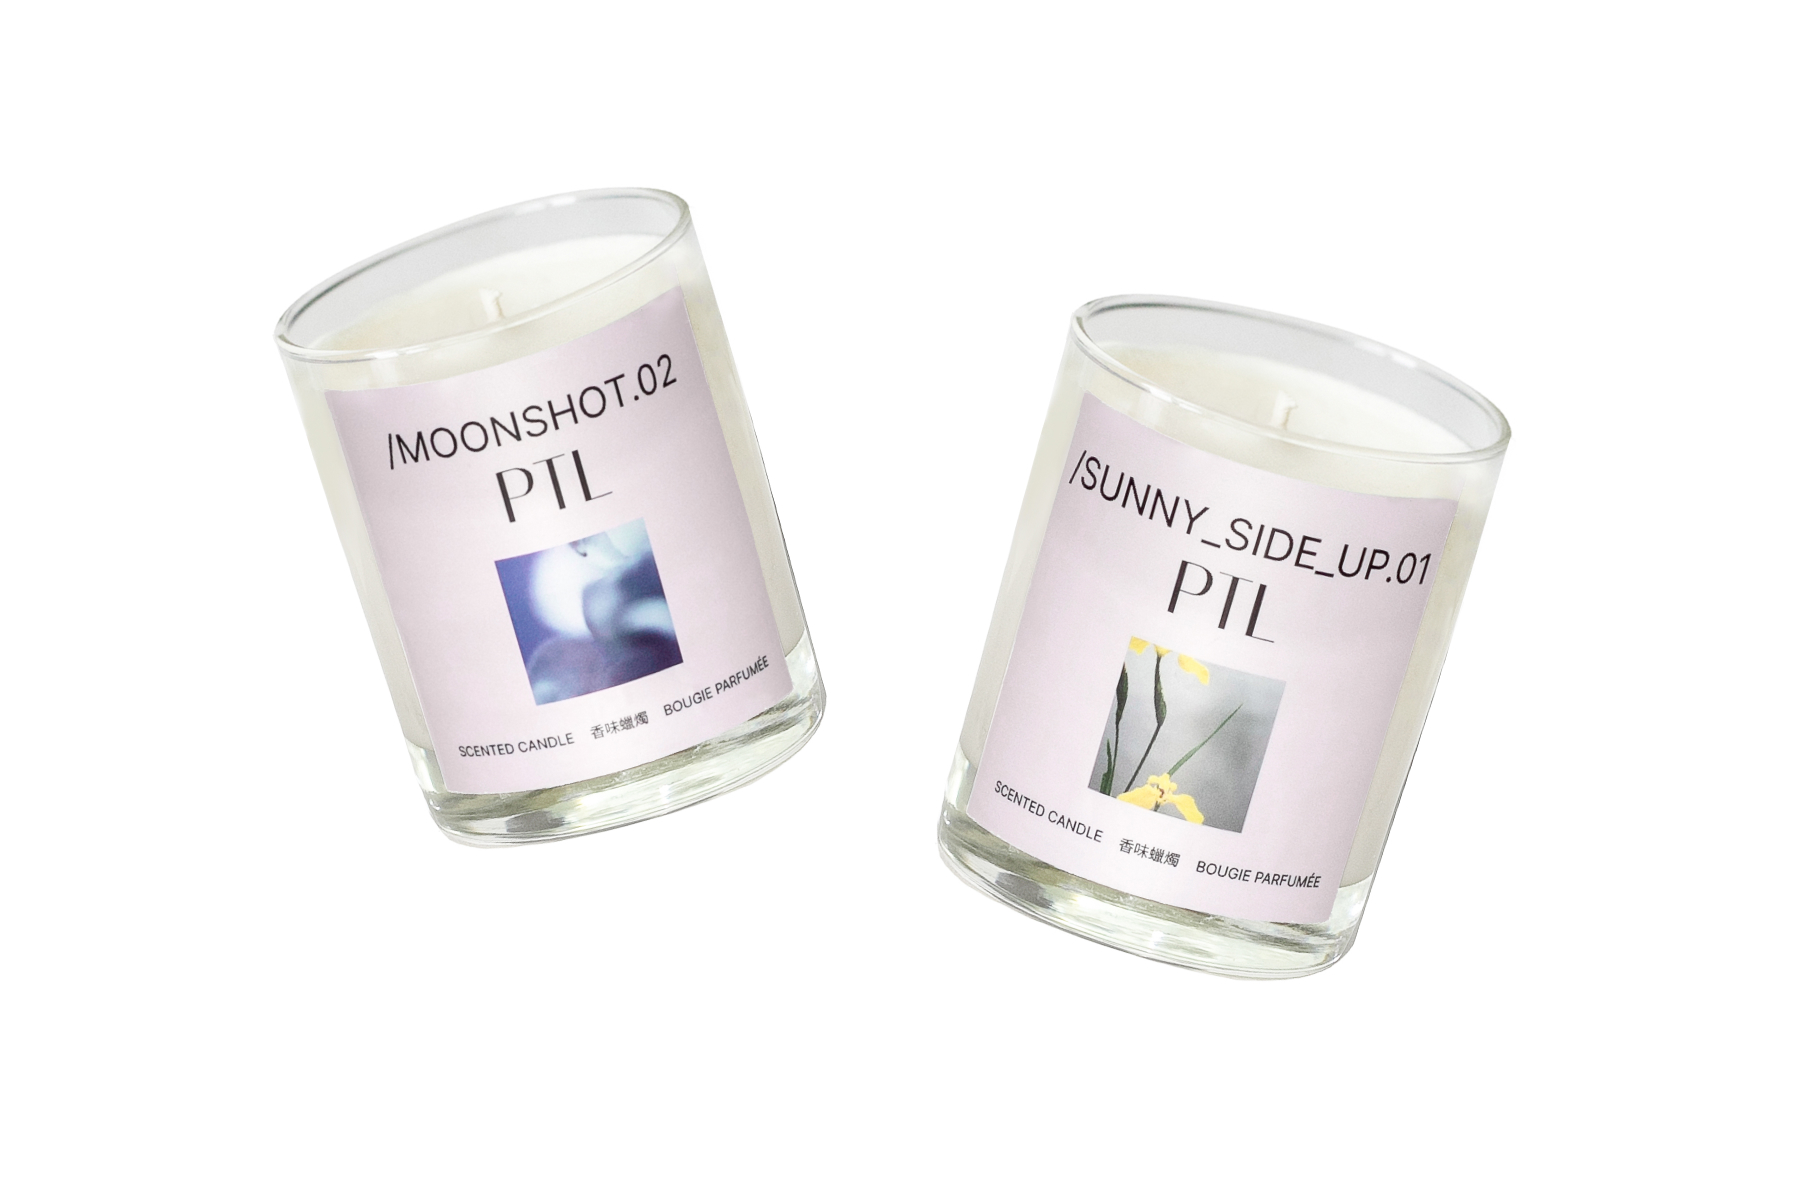 /MOONSHOT.02
PTL
SCENTED CANDLE 香味蠟燭 BOUGIE PARFUMÉE
/SUNNY_SIDE_UP.01
PTL
SCENTED CANDLE 香味蠟燭 BOUGIE PARFUMÉE